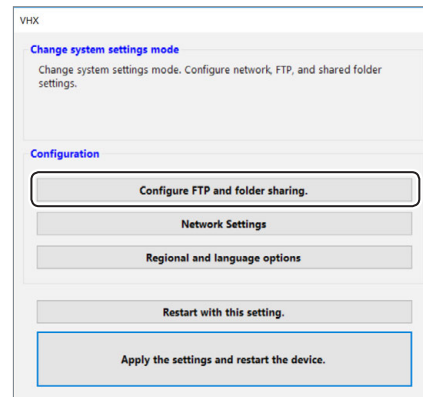 VHX
Change system settings mode
Change system settings mode. Configure network, FTP, and shared folder
settings.
Configuration
Configure FTP and folder sharing.
Network Settings
Regional and language options
Restart with this setting.
Apply the settings and restart the device.